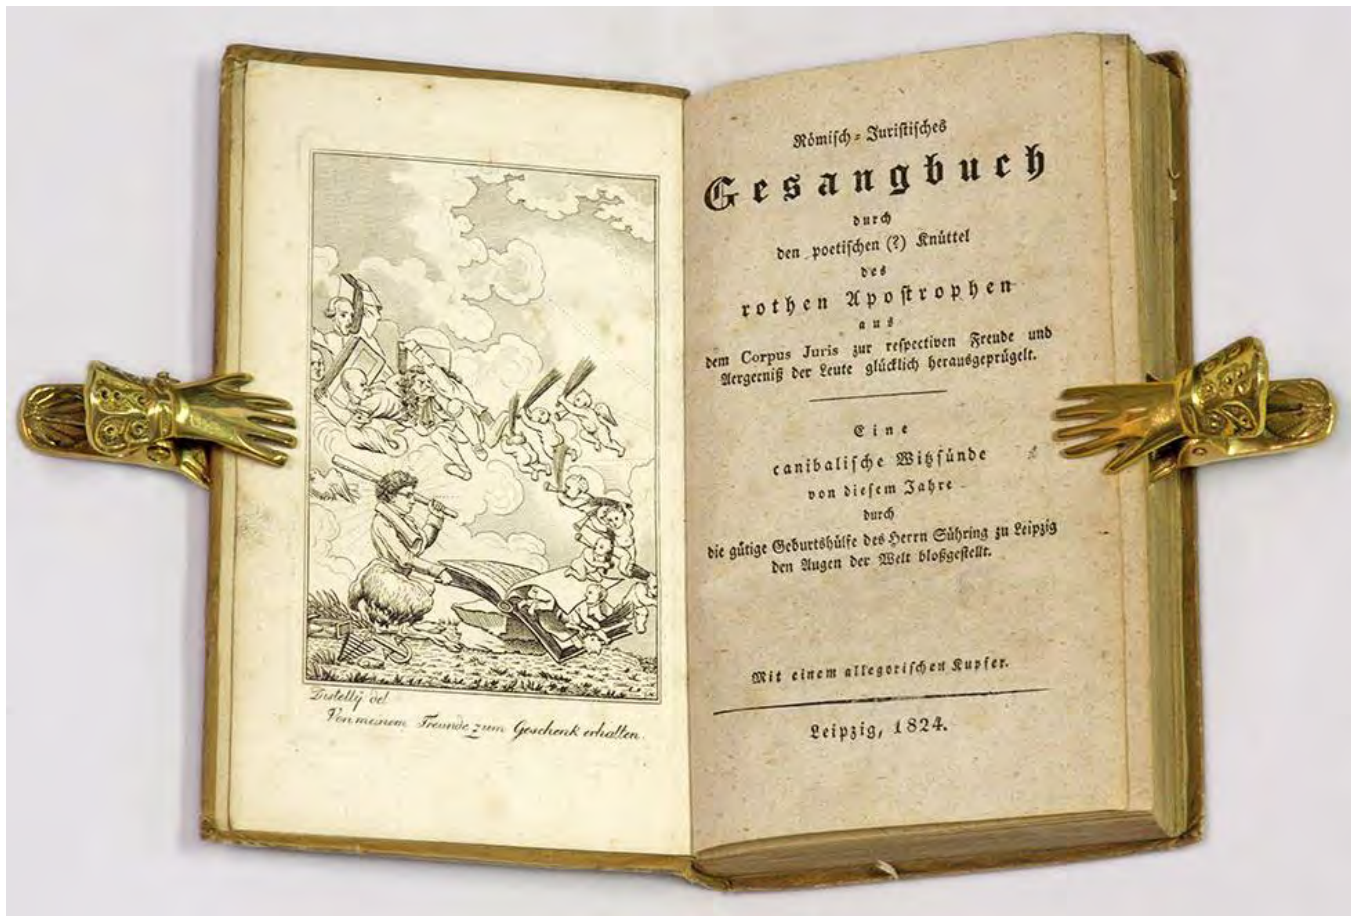 Distelly del
Von meinem Freunde zum Geschenk erhalten.
Römisch-Juristisches
Gesangbuch
durch
den poetischen (?) Knüttel
des
rothen Apostrophen
aus
dem Corpus Juris zur respectiven Freude und
Aergerniß der Leute glücklich herausgeprügelt.
Eine
canibalische Witzsünde
von diesem Jahre
durch
die gütige Geburtshülfe des Herrn Sühring zu Leipzig
den Augen der Welt bloßgestellt.
Mit einem allegorischen Kupfer.
Leipzig, 1824.